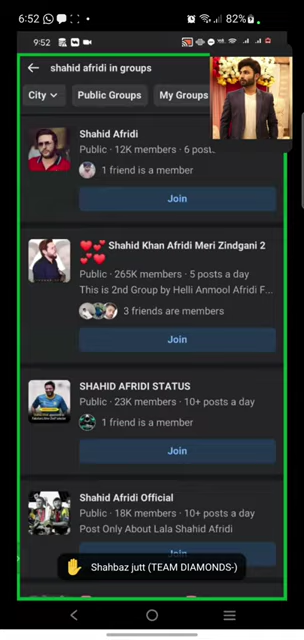 6:52
82%
9:52
shahid afridi in groups
City
Public Groups
My Groups
Shahid Afridi
Public · 12K members · 6 post
1 friend is a member
Join
Shahid Khan Afridi Meri Zindgani 2
Public · 265K members · 5 posts a day
This is 2nd Group by Helli Anmool Afridi F...
3 friends are members
Join
SHAHID AFRIDI STATUS
Public · 23K members · 10+ posts a day
1 friend is a member
Join
Shahid Afridi Official
Public · 18K members · 10+ posts a day
Post Only About Lala Shahid Afridi
Join
Shahbaz jutt (TEAM DIAMONDS-)